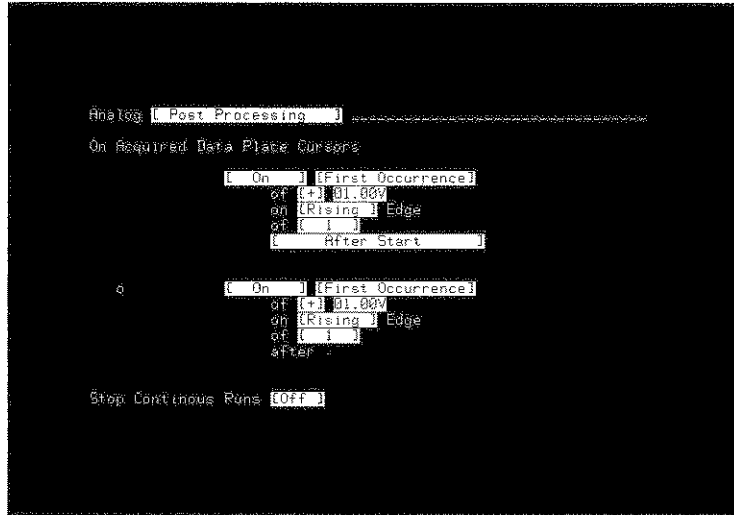 Analog [ Post Processing ]
On Acquired Data Place Cursors
[ On ] [First Occurrence]
of [+] 01.00V
on [Rising ] Edge
of [ 1 ]
[ After Start ]
o [ On ] [First Occurrence]
of [+] 01.00V
on [Rising ] Edge
of [ 1 ]
after
Stop Continous Runs [Off ]